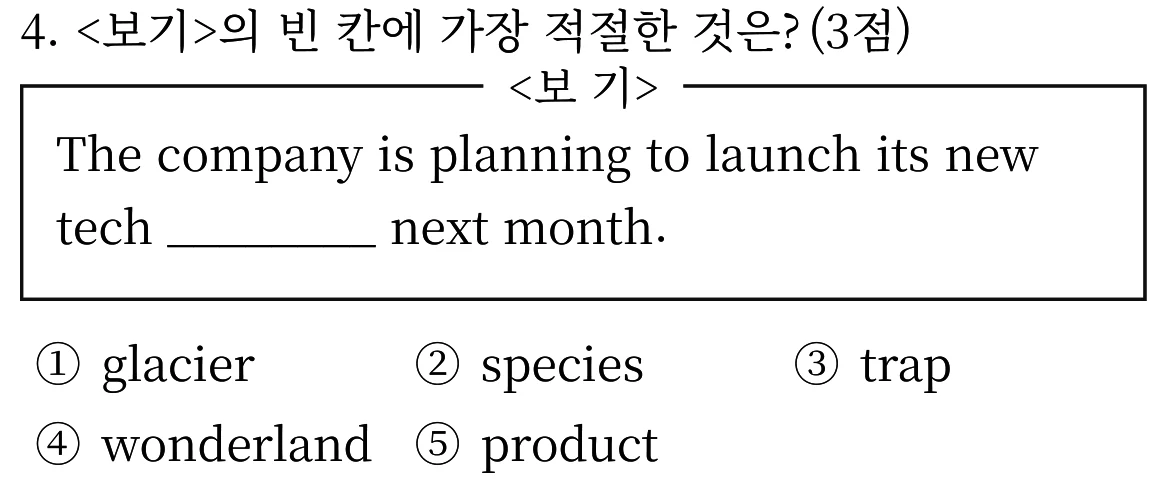 4. <보기>의 빈 칸에 가장 적절한 것은?(3점)
<보 기>
The company is planning to launch its new
tech ________ next month.
① glacier ② species ③ trap
④ wonderland ⑤ product